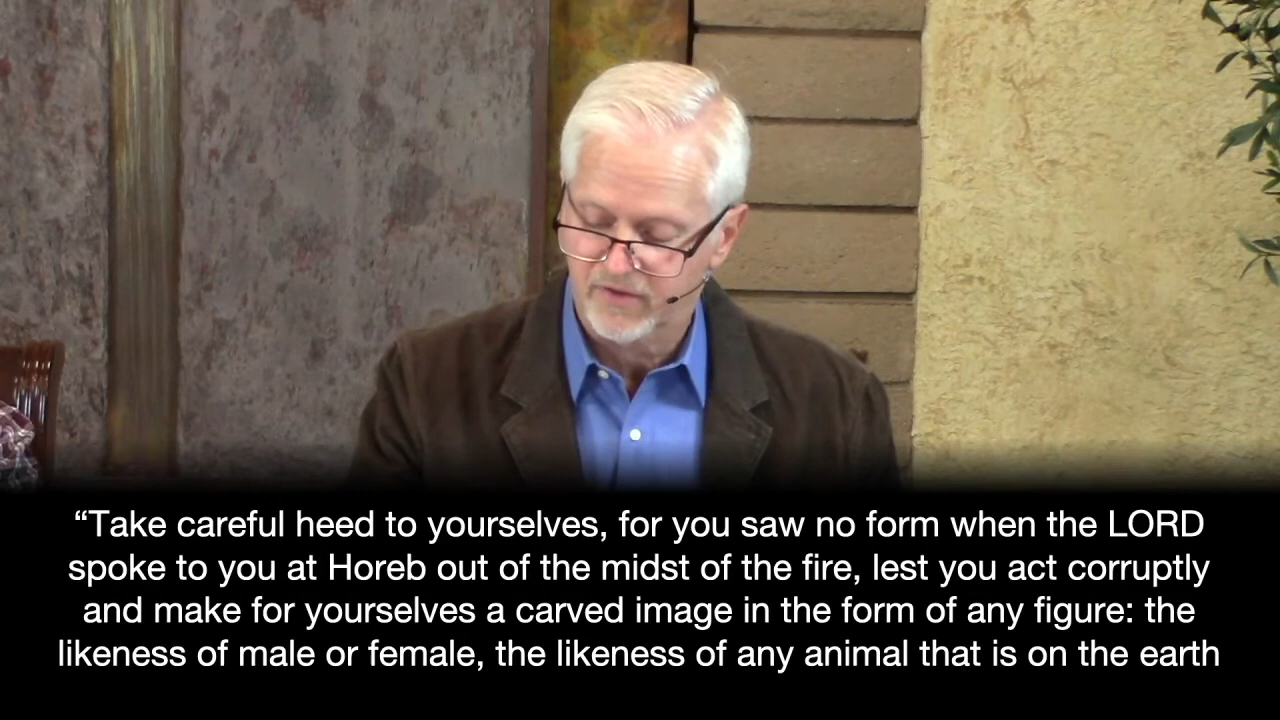 “Take careful heed to yourselves, for you saw no form when the LORD
spoke to you at Horeb out of the midst of the fire, lest you act corruptly
and make for yourselves a carved image in the form of any figure: the
likeness of male or female, the likeness of any animal that is on the earth